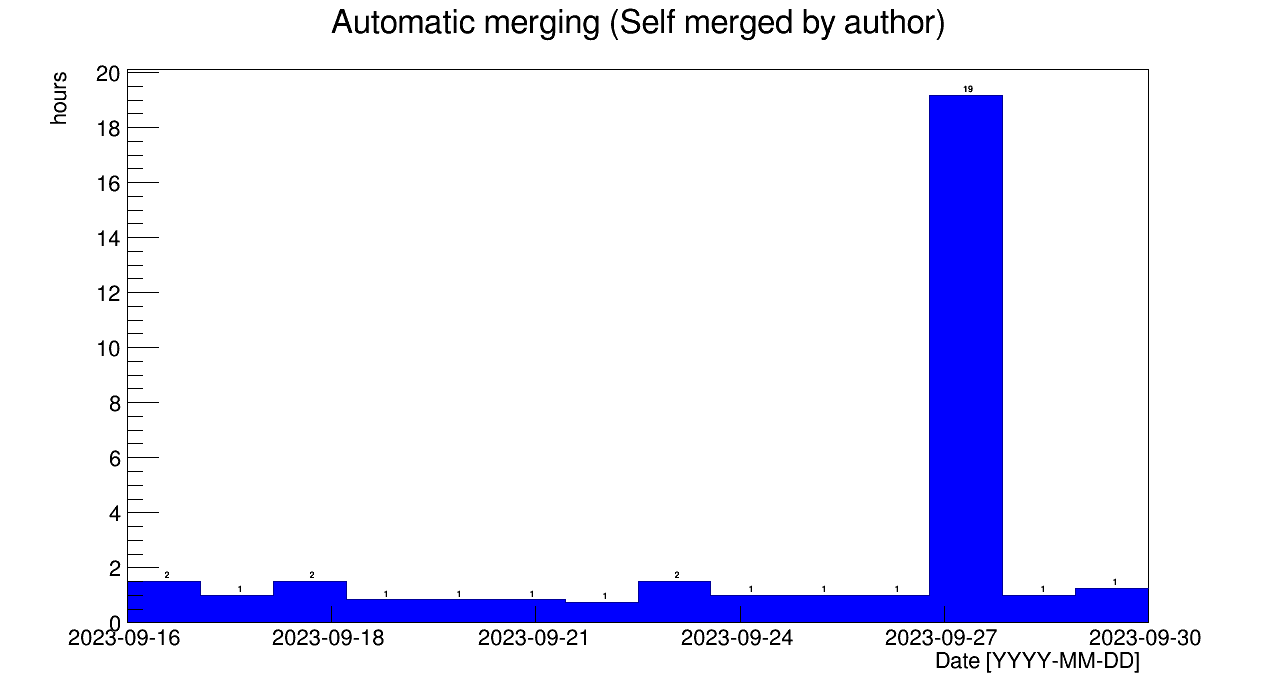 Automatic merging (Self merged by author)
hours
20
18
16
14
12
10
8
6
4
2
0
2 1 2 1 1 1 1 2 1 1 1 19 1 1
2023-09-16 2023-09-18 2023-09-21 2023-09-24 2023-09-27 2023-09-30
Date [YYYY-MM-DD]